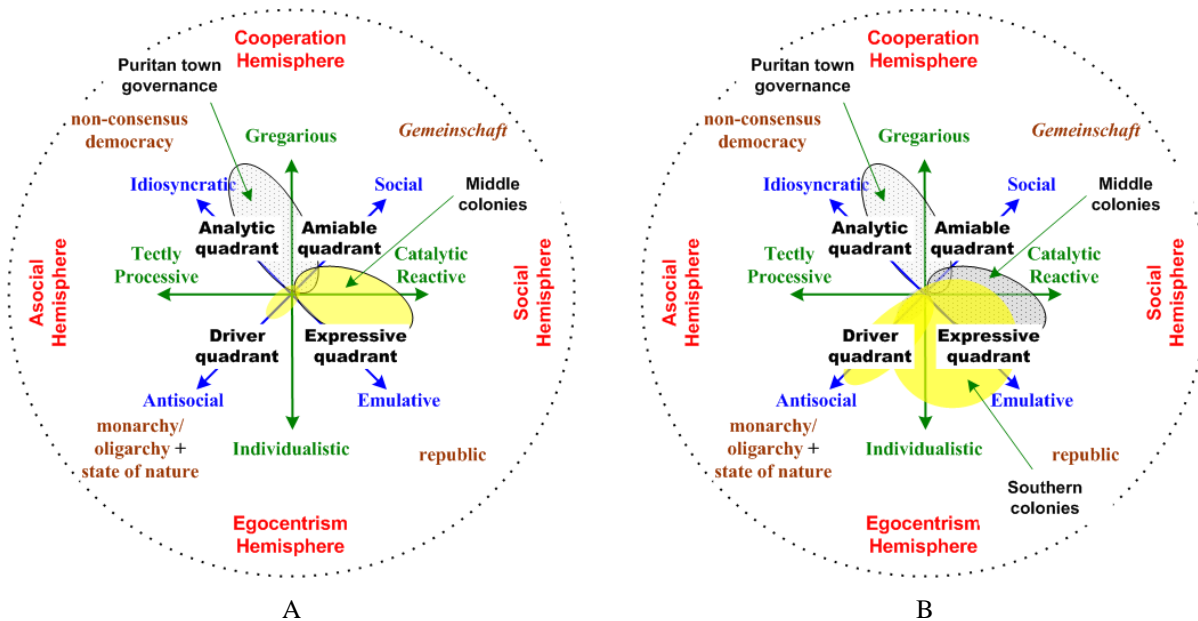 Cooperation
Hemisphere
Puritan town
governance
non-consensus
democracy
Gemeinschaft
Gregarious
Idiosyncratic
Social
Middle
colonies
Analytic
quadrant
Amiable
quadrant
Tectly
Processive
Catalytic
Reactive
Asocial
Hemisphere
Social
Hemisphere
Driver
quadrant
Expressive
quadrant
Antisocial
Emulative
monarchy/
oligarchy +
state of nature
Individualistic
republic
Egocentrism
Hemisphere
A
Cooperation
Hemisphere
Puritan town
governance
non-consensus
democracy
Gemeinschaft
Gregarious
Idiosyncratic
Social
Middle
colonies
Analytic
quadrant
Amiable
quadrant
Tectly
Processive
Catalytic
Reactive
Asocial
Hemisphere
Social
Hemisphere
Driver
quadrant
Expressive
quadrant
Antisocial
Emulative
monarchy/
oligarchy +
state of nature
Individualistic
republic
Southern
colonies
Egocentrism
Hemisphere
B